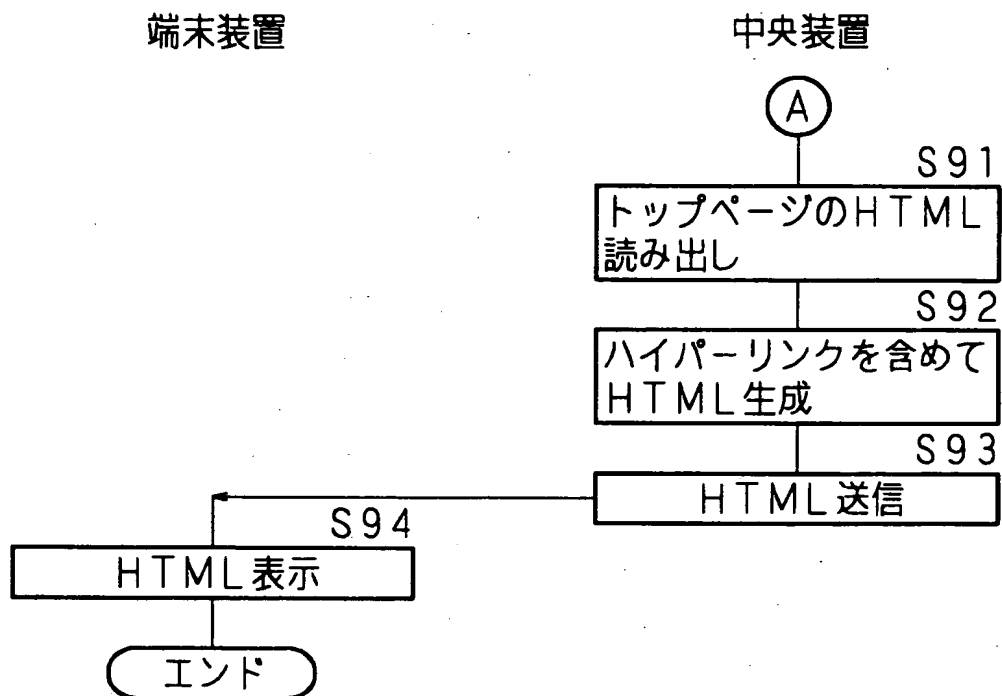 端末装置
中央装置
A
S91
トップページのHTML
読み出し
S92
ハイパーリンクを含めて
HTML生成
S93
HTML送信
S94
HTML表示
エンド